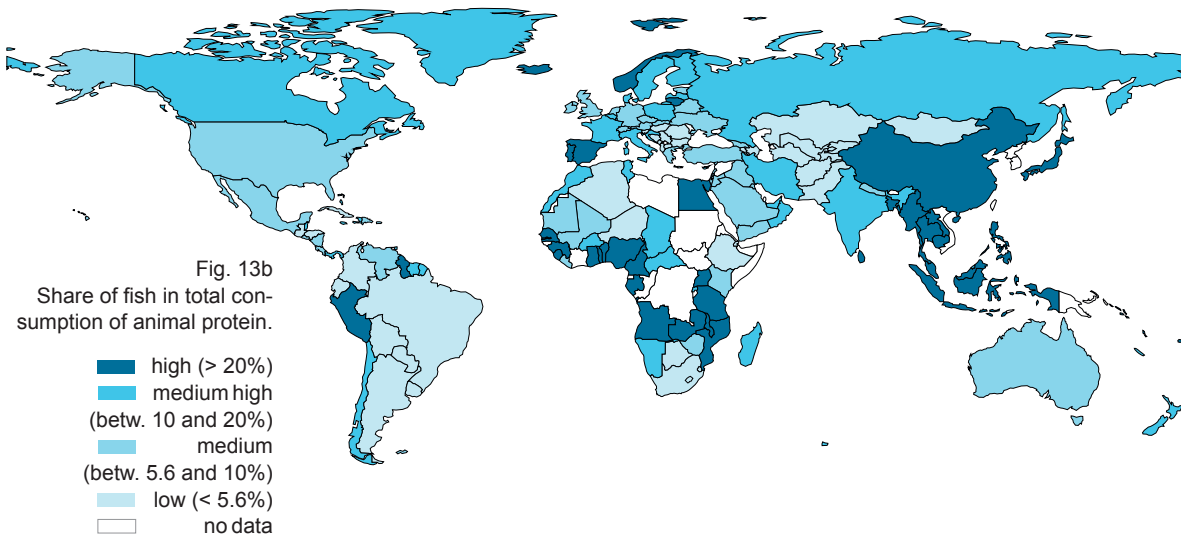 Fig. 13b
Share of fish in total con-
sumption of animal protein.
high (> 20%)
medium high
(betw. 10 and 20%)
medium
(betw. 5.6 and 10%)
low (< 5.6%)
no data